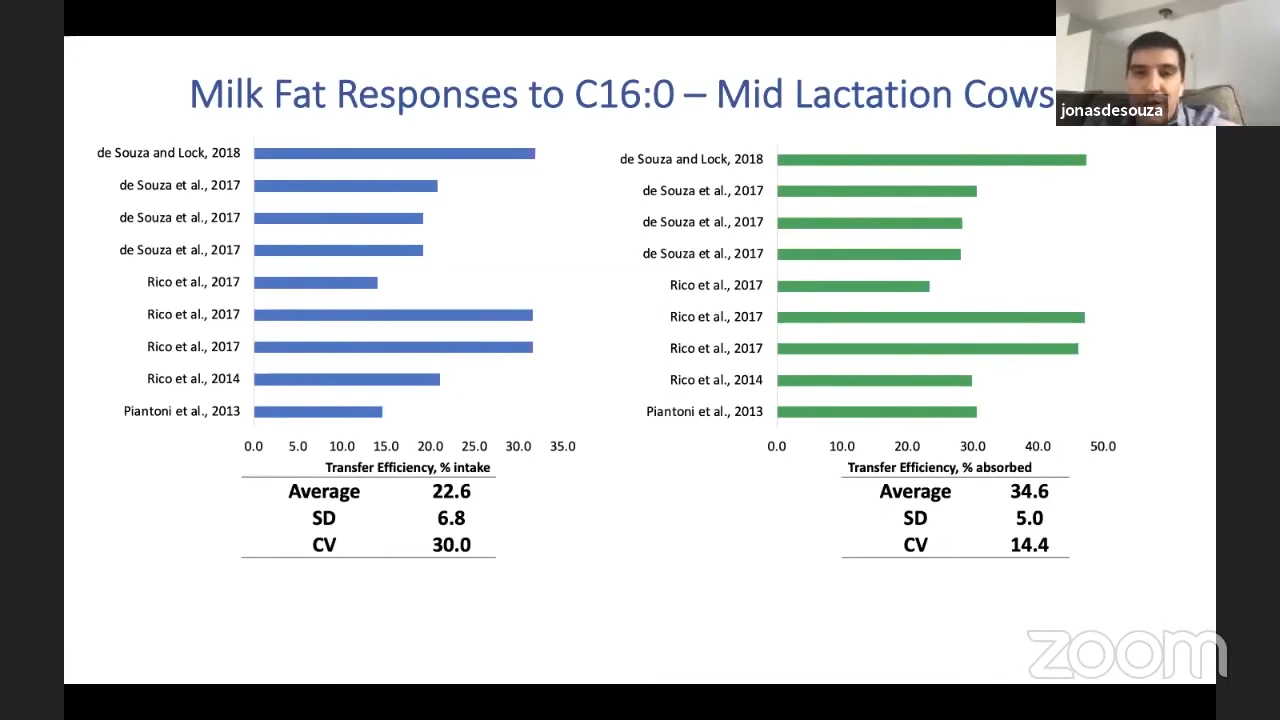 Milk Fat Responses to C16:0 – Mid Lactation Cows
jonasdesouza
de Souza and Lock, 2018
de Souza et al., 2017
de Souza et al., 2017
de Souza et al., 2017
Rico et al., 2017
Rico et al., 2017
Rico et al., 2017
Rico et al., 2014
Piantoni et al., 2013
0.0 5.0 10.0 15.0 20.0 25.0 30.0 35.0
Transfer Efficiency, % intake
Average 22.6
SD 6.8
CV 30.0
de Souza and Lock, 2018
de Souza et al., 2017
de Souza et al., 2017
de Souza et al., 2017
Rico et al., 2017
Rico et al., 2017
Rico et al., 2017
Rico et al., 2014
Piantoni et al., 2013
0.0 10.0 20.0 30.0 40.0 50.0
Transfer Efficiency, % absorbed
Average 34.6
SD 5.0
CV 14.4
zoom